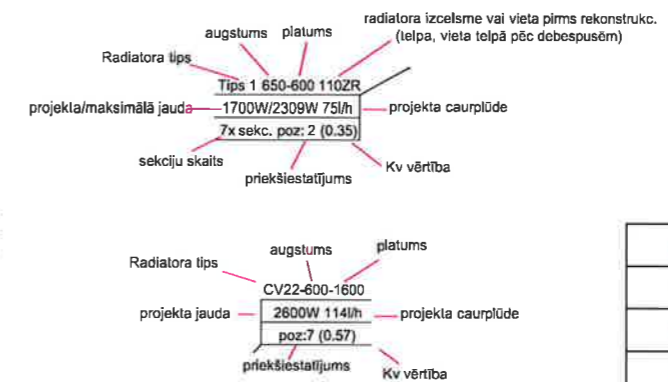 radiatora izcelsme vai vieta pirms rekonstrukc.
(telpa, vieta telpā pēc debespusēm)
augstums platums
Radiatora tips
Tips 1 650-600 110ZR
projekta/maksimālā jauda 1700W/2309W 75l/h projekta caurplūde
7x sekc. poz: 2 (0.35)
sekciju skaits
priekšiestatījums
Kv vērtība
augstums platums
Radiatora tips
CV22-600-1600
projekta jauda 2600W 114l/h projekta caurplūde
poz:7 (0.57)
priekšiestatījums
Kv vērtība